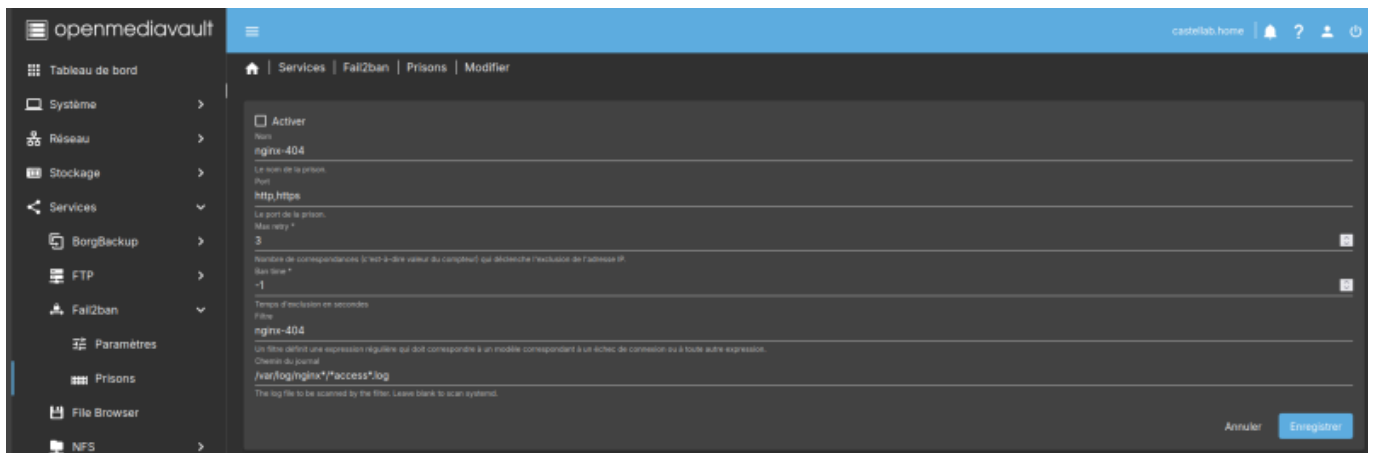 openmediavault
castellab.home
Tableau de bord
Services | Fail2ban | Prisons | Modifier
Système
Activer
Nom
nginx-404
Réseau
Le nom de la prison.
Port
http,https
Stockage
Le port de la prison.
Max retry *
3
Services
Nombre de correspondances (c'est-à-dire valeur du compteur) qui déclenche l'exclusion de l'adresse IP.
Ban time *
-1
BorgBackup
Temps d'exclusion en secondes
Filtre
nginx-404
FTP
Un filtre définit une expression régulière qui doit correspondre à un modèle correspondant à un échec de connexion ou à toute autre expression.
Chemin du journal
/var/log/nginx*/*access*.log
Fail2ban
The log file to be scanned by the filter. Leave blank to scan systemd.
Paramètres
Prisons
File Browser
Annuler
Enregistrer
NFS